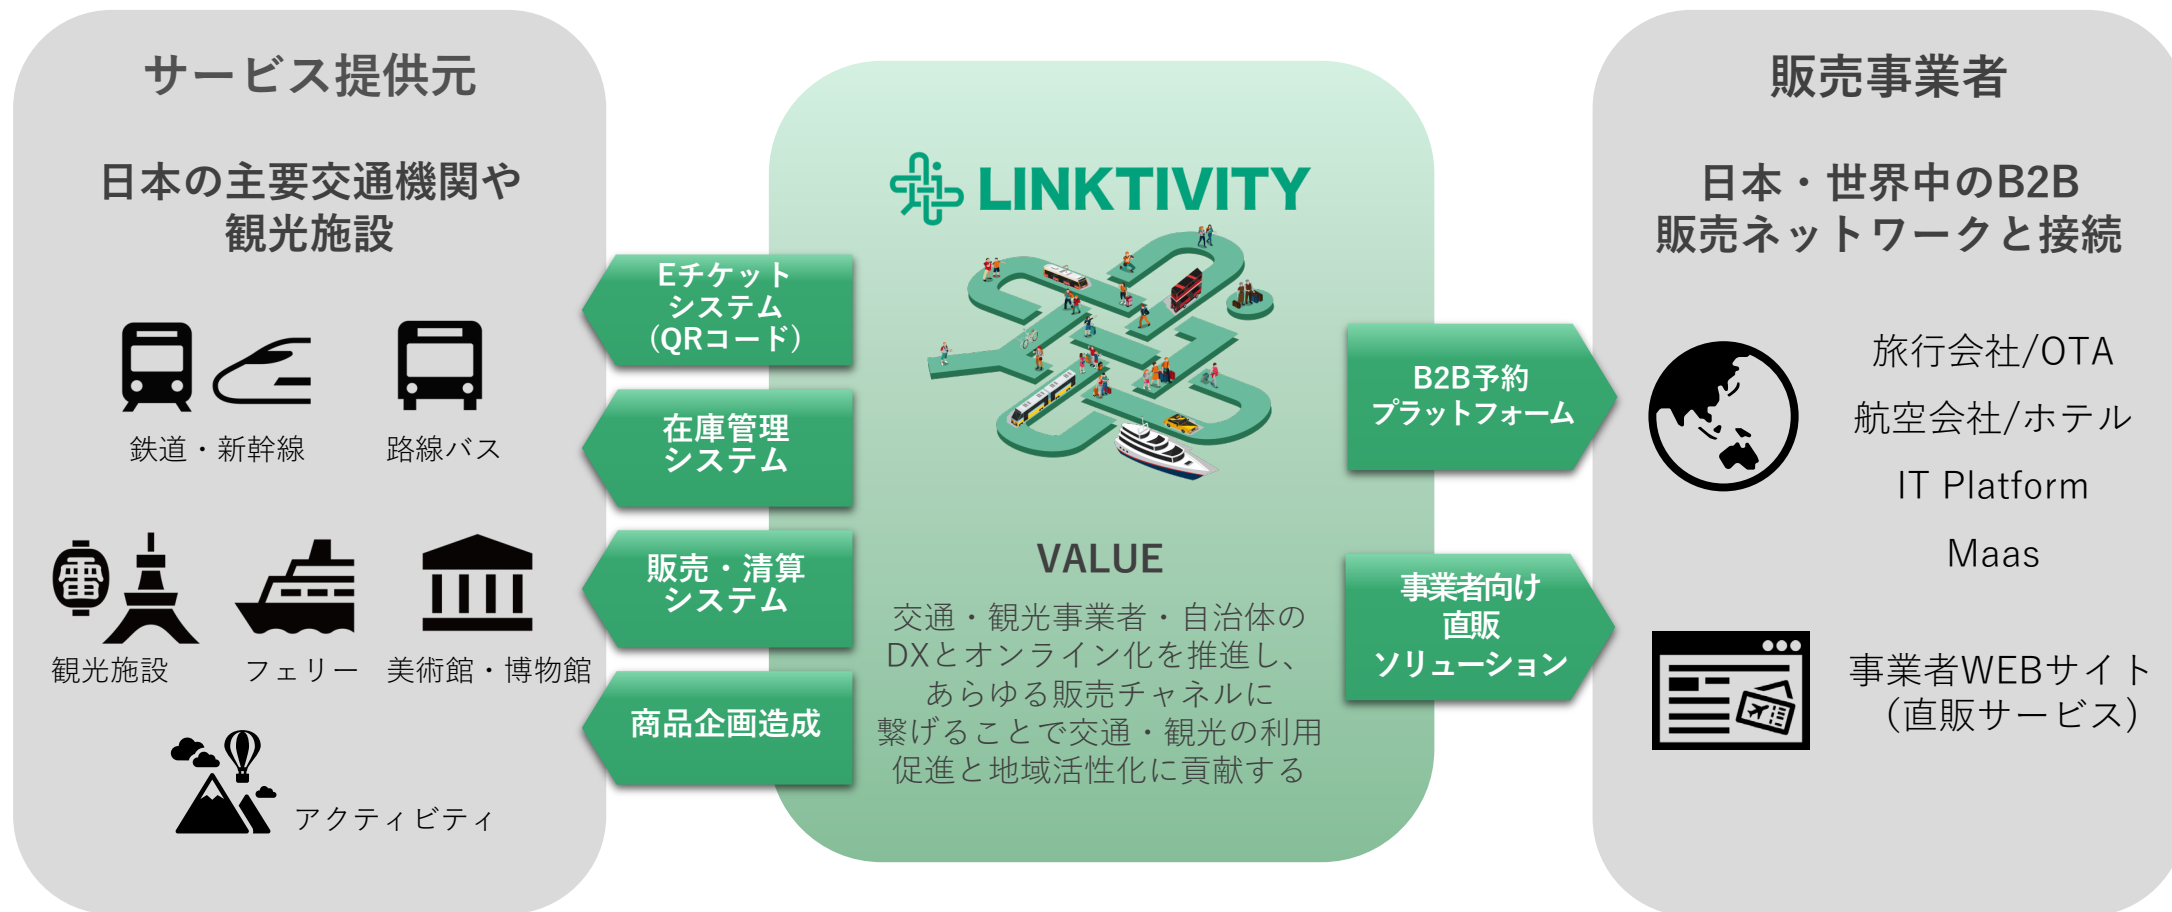 サービス提供元
日本の主要交通機関や
観光施設
鉄道・新幹線
路線バス
雷
観光施設
フェリー
美術館・博物館
アクティビティ
Eチケット
システム
（QRコード）
在庫管理
システム
販売・清算
システム
商品企画造成
LINKTIVITY
VALUE
交通・観光事業者・自治体の
DXとオンライン化を推進し、
あらゆる販売チャネルに
繋げることで交通・観光の利用
促進と地域活性化に貢献する
B2B予約
プラットフォーム
事業者向け
直販
ソリューション
販売事業者
日本・世界中のB2B
販売ネットワークと接続
旅行会社/OTA
航空会社/ホテル
IT Platform
Maas
事業者WEBサイト
（直販サービス）